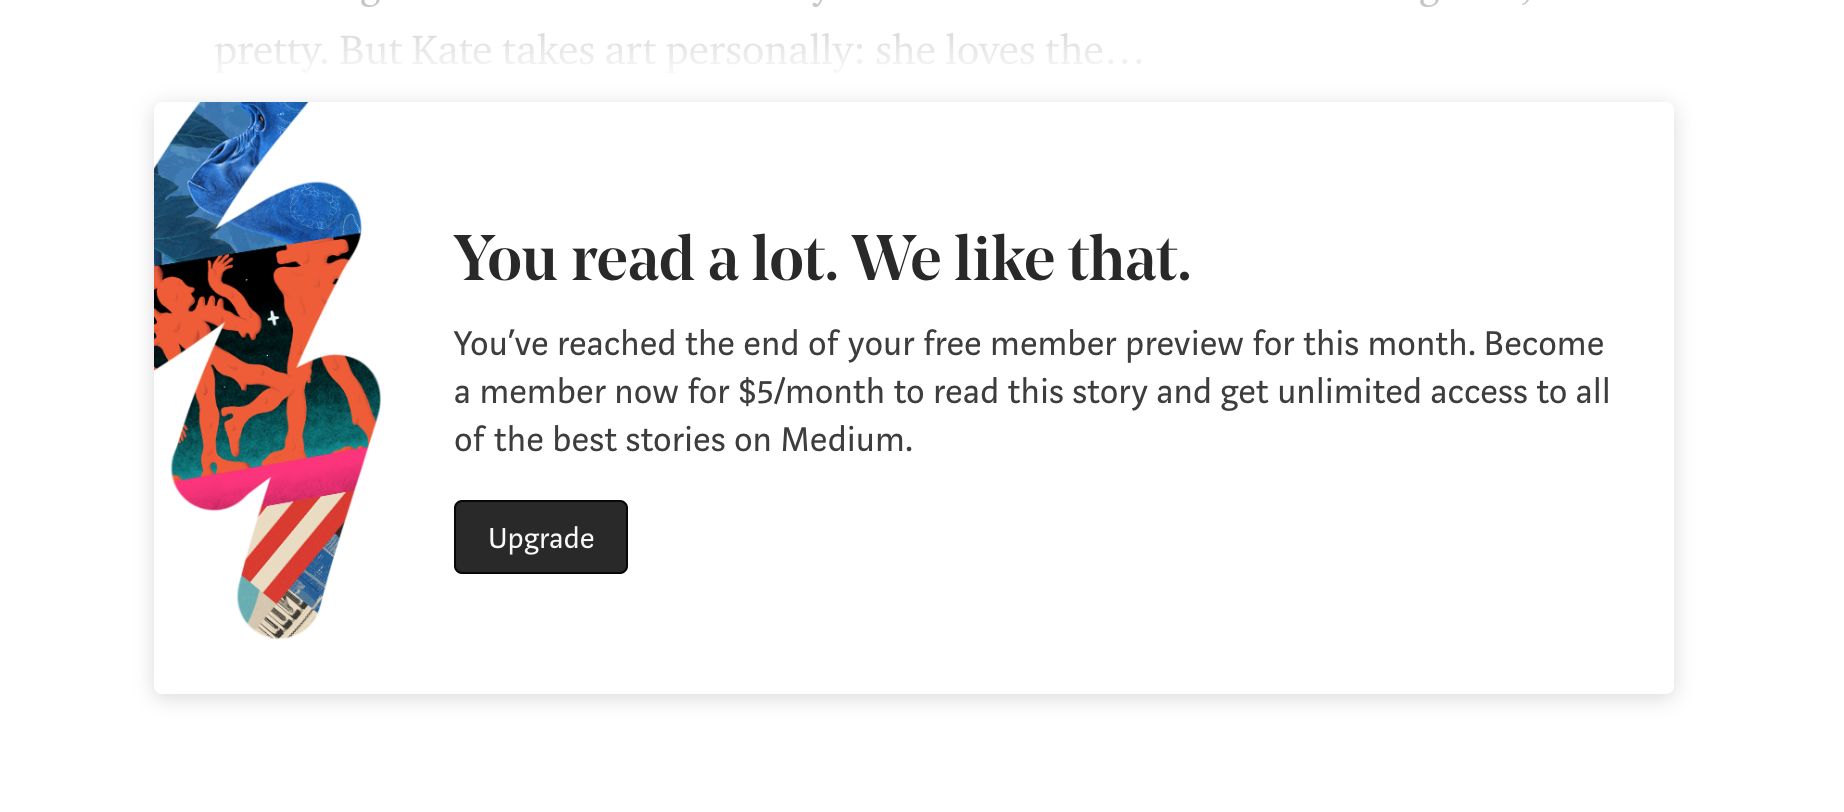 pretty. But Kate takes art personally: she loves the…
You read a lot. We like that.
You’ve reached the end of your free member preview for this month. Become
a member now for $5/month to read this story and get unlimited access to all
of the best stories on Medium.
Upgrade